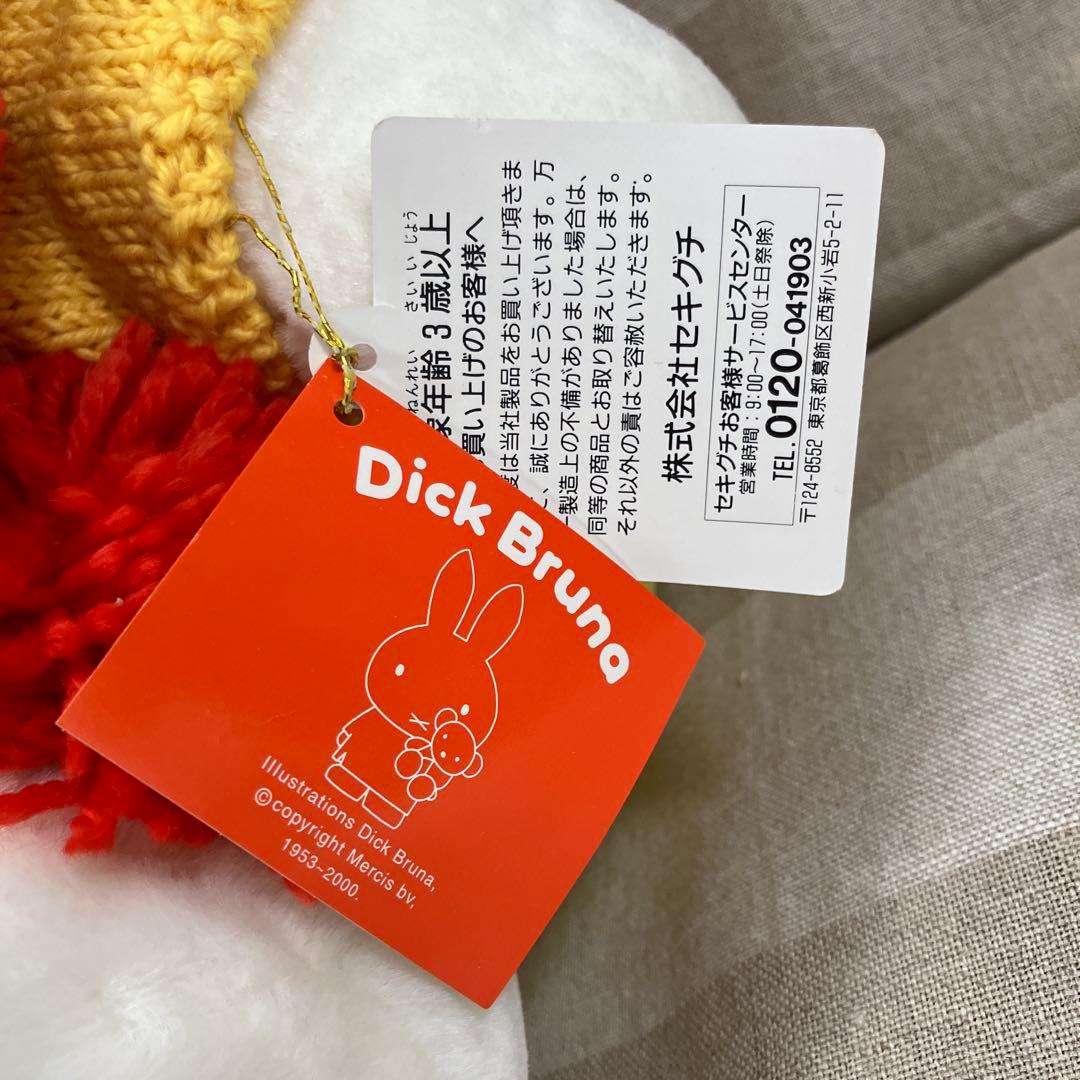 Dick Bruna
Illustrations Dick Bruna,
©copyright Mercis bv,
1953-2000.
ねんれい さいいじょう
年齢3歳以上
買い上げのお客様へ
は当社製品をお買い上げ頂きま
、誠にありがとうございます。万
一製造上の不備がありました場合は、
同等の商品とお取り替えいたします。
それ以外の責はご容赦いただきます。
株式会社セキグチ
セキグチお客様サービスセンター
営業時間：9:00～17:00(土日祭除)
TEL. 0120-041903
〒124-8552 東京都葛飾区西新小岩5-2-11